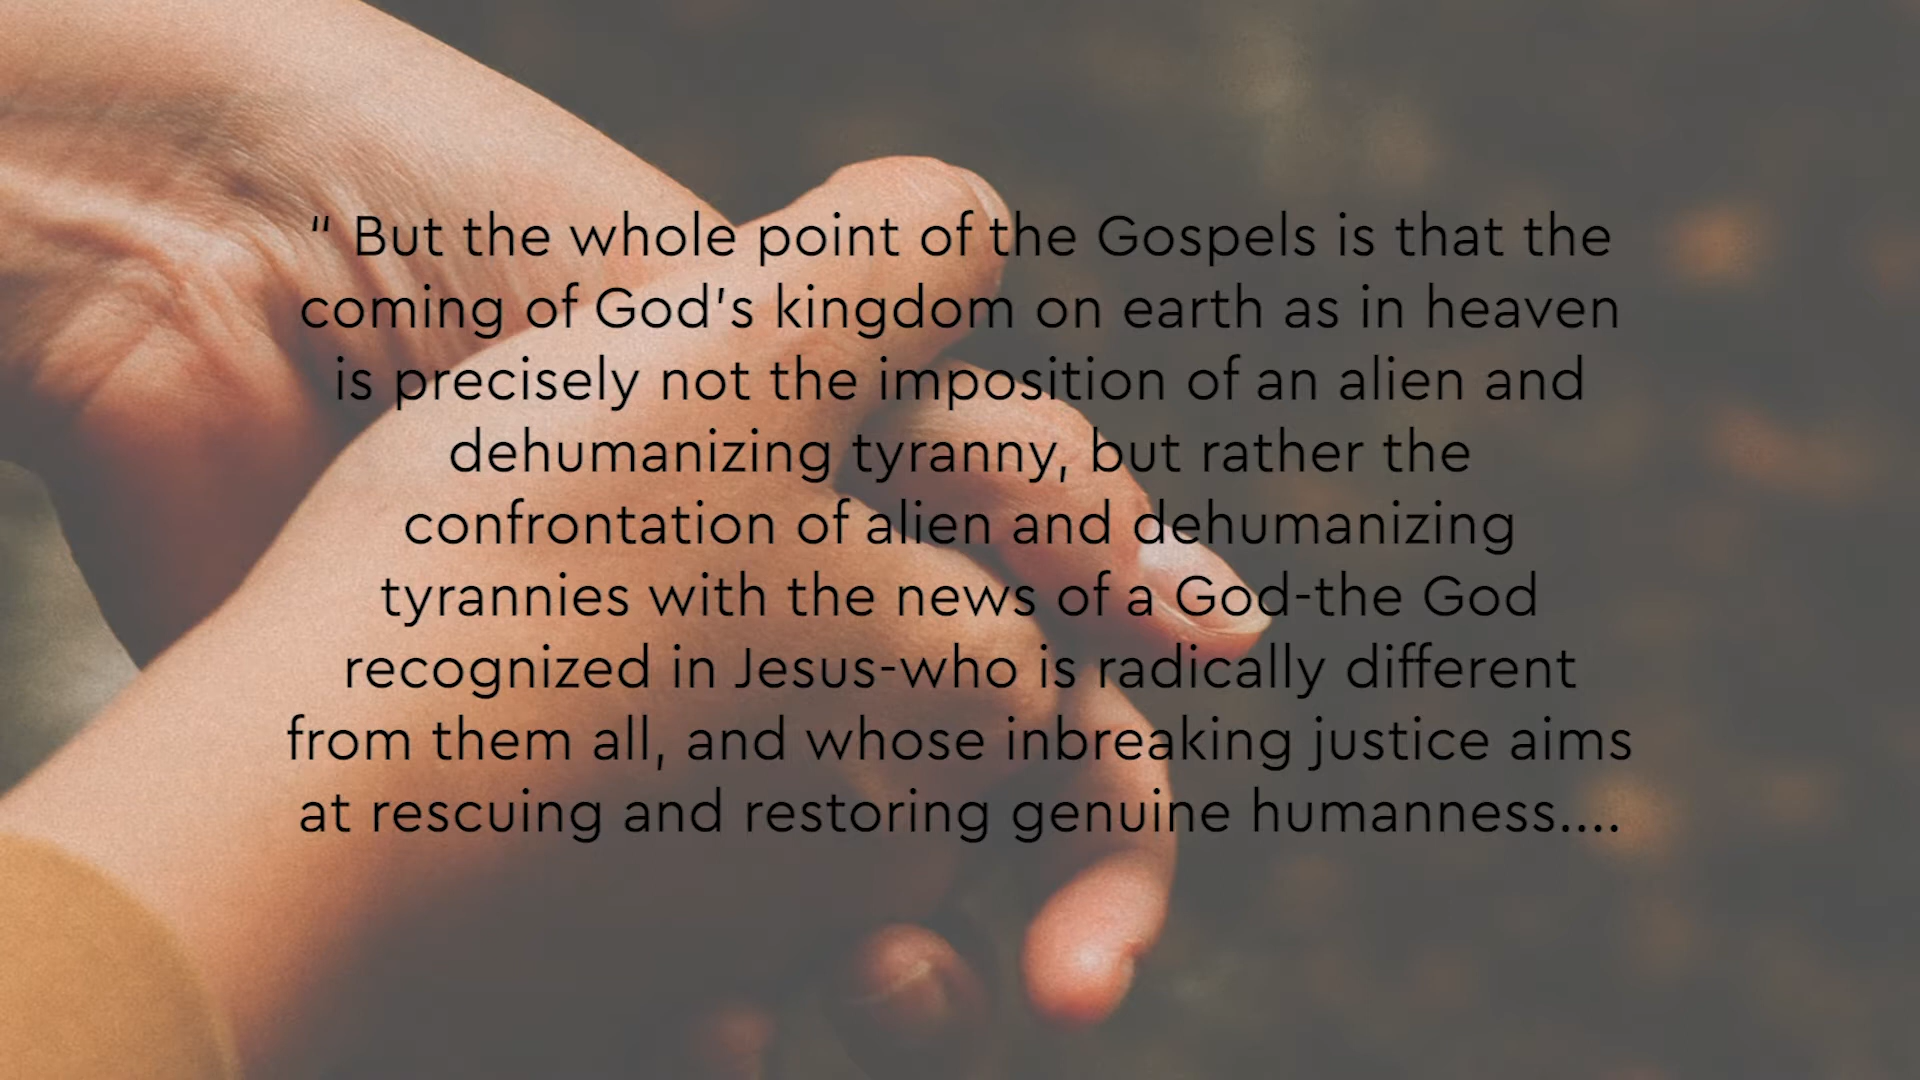 “ But the whole point of the Gospels is that the
coming of God's kingdom on earth as in heaven
is precisely not the imposition of an alien and
dehumanizing tyranny, but rather the
confrontation of alien and dehumanizing
tyrannies with the news of a God-the God
recognized in Jesus-who is radically different
from them all, and whose inbreaking justice aims
at rescuing and restoring genuine humanness....